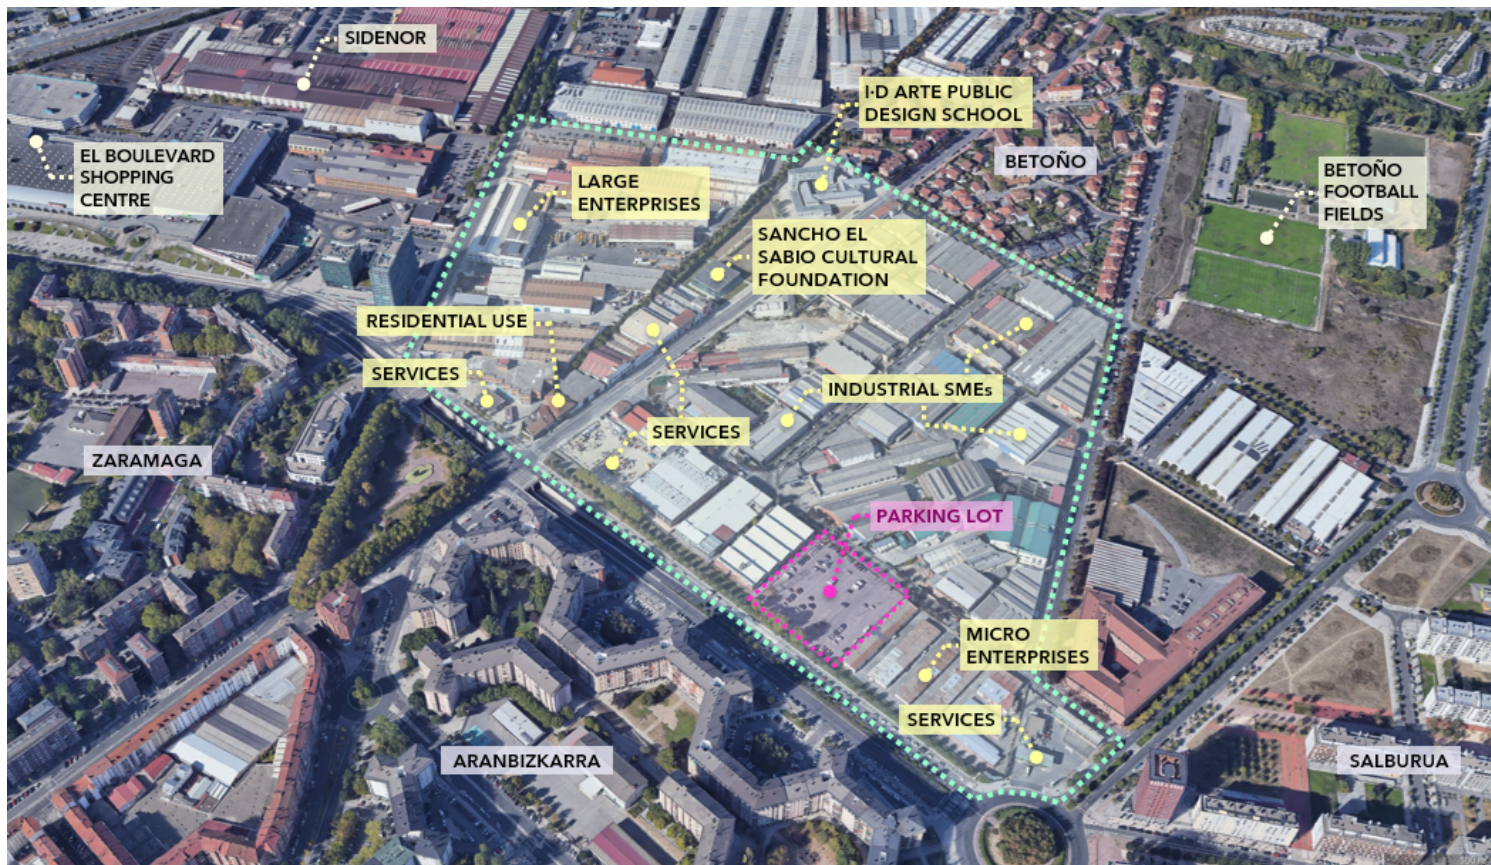 SIDENOR
I·D ARTE PUBLIC
DESIGN SCHOOL
EL BOULEVARD
SHOPPING
CENTRE
BETOÑO
BETOÑO
FOOTBALL
FIELDS
LARGE
ENTERPRISES
SANCHO EL
SABIO CULTURAL
FOUNDATION
RESIDENTIAL USE
SERVICES
INDUSTRIAL SMEs
SERVICES
ZARAMAGA
PARKING LOT
MICRO
ENTERPRISES
SERVICES
ARANBIZKARRA
SALBURUA